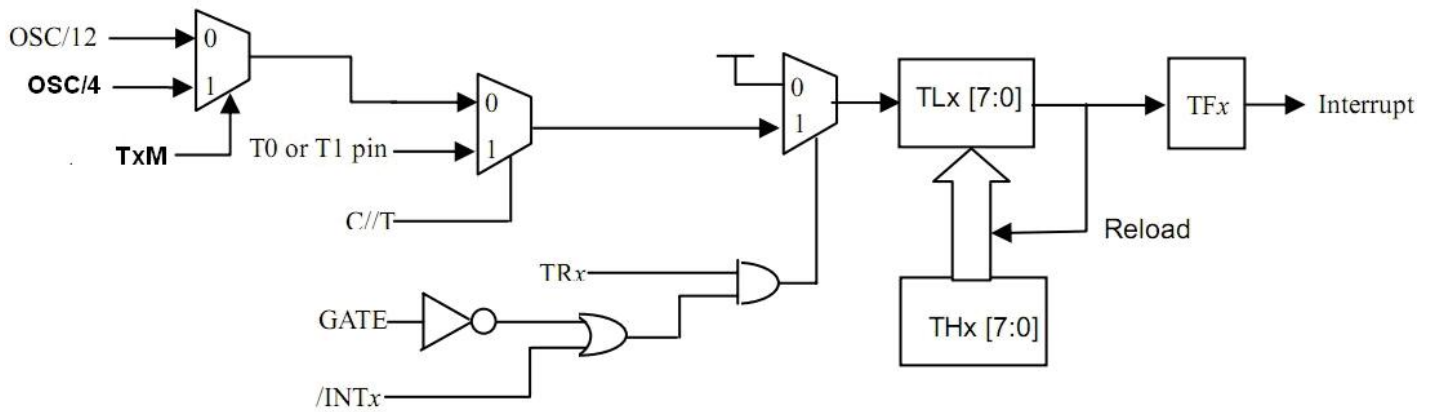 OSC/12
0
OSC/4
1
TxM
0
T0 or T1 pin
1
C//T
0
1
TLx [7:0]
TFx
Interrupt
Reload
TRx
GATE
THx [7:0]
/INTx